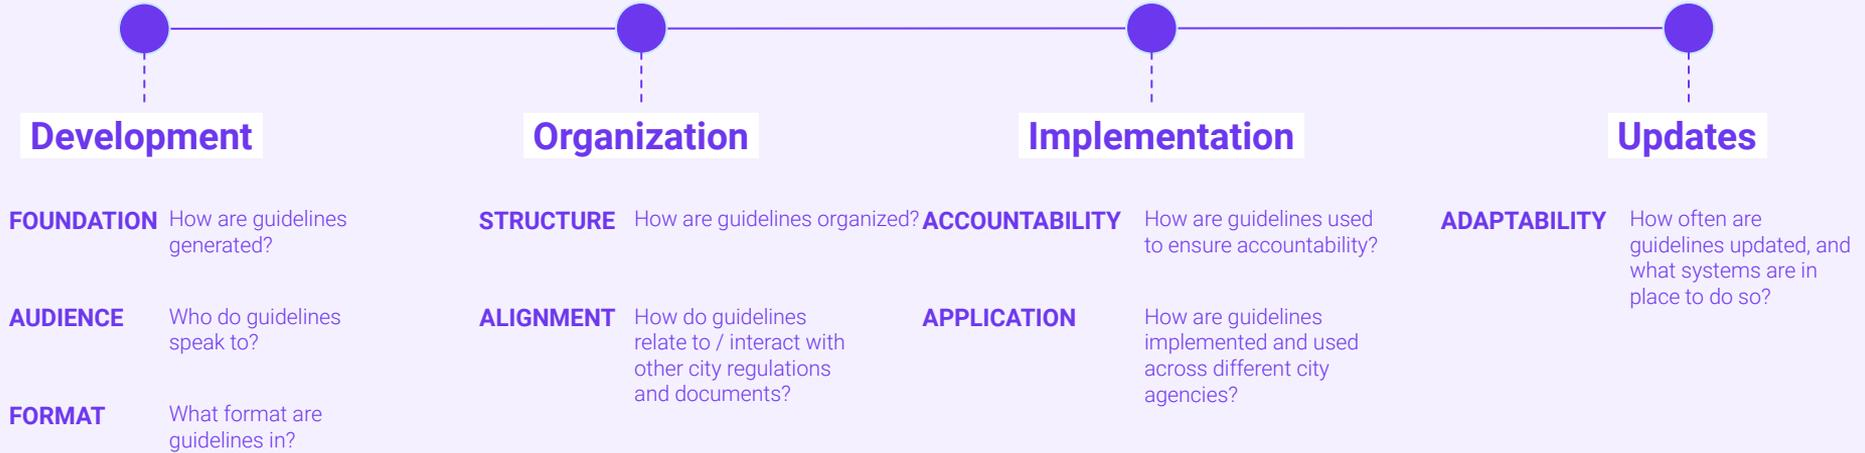 Development
FOUNDATION How are guidelines
generated?
AUDIENCE Who do guidelines
speak to?
FORMAT What format are
guidelines in?
Organization
STRUCTURE How are guidelines organized?
ALIGNMENT How do guidelines
relate to / interact with
other city regulations
and documents?
Implementation
ACCOUNTABILITY How are guidelines used
to ensure accountability?
APPLICATION How are guidelines
implemented and used
across different city
agencies?
Updates
ADAPTABILITY How often are
guidelines updated, and
what systems are in
place to do so?